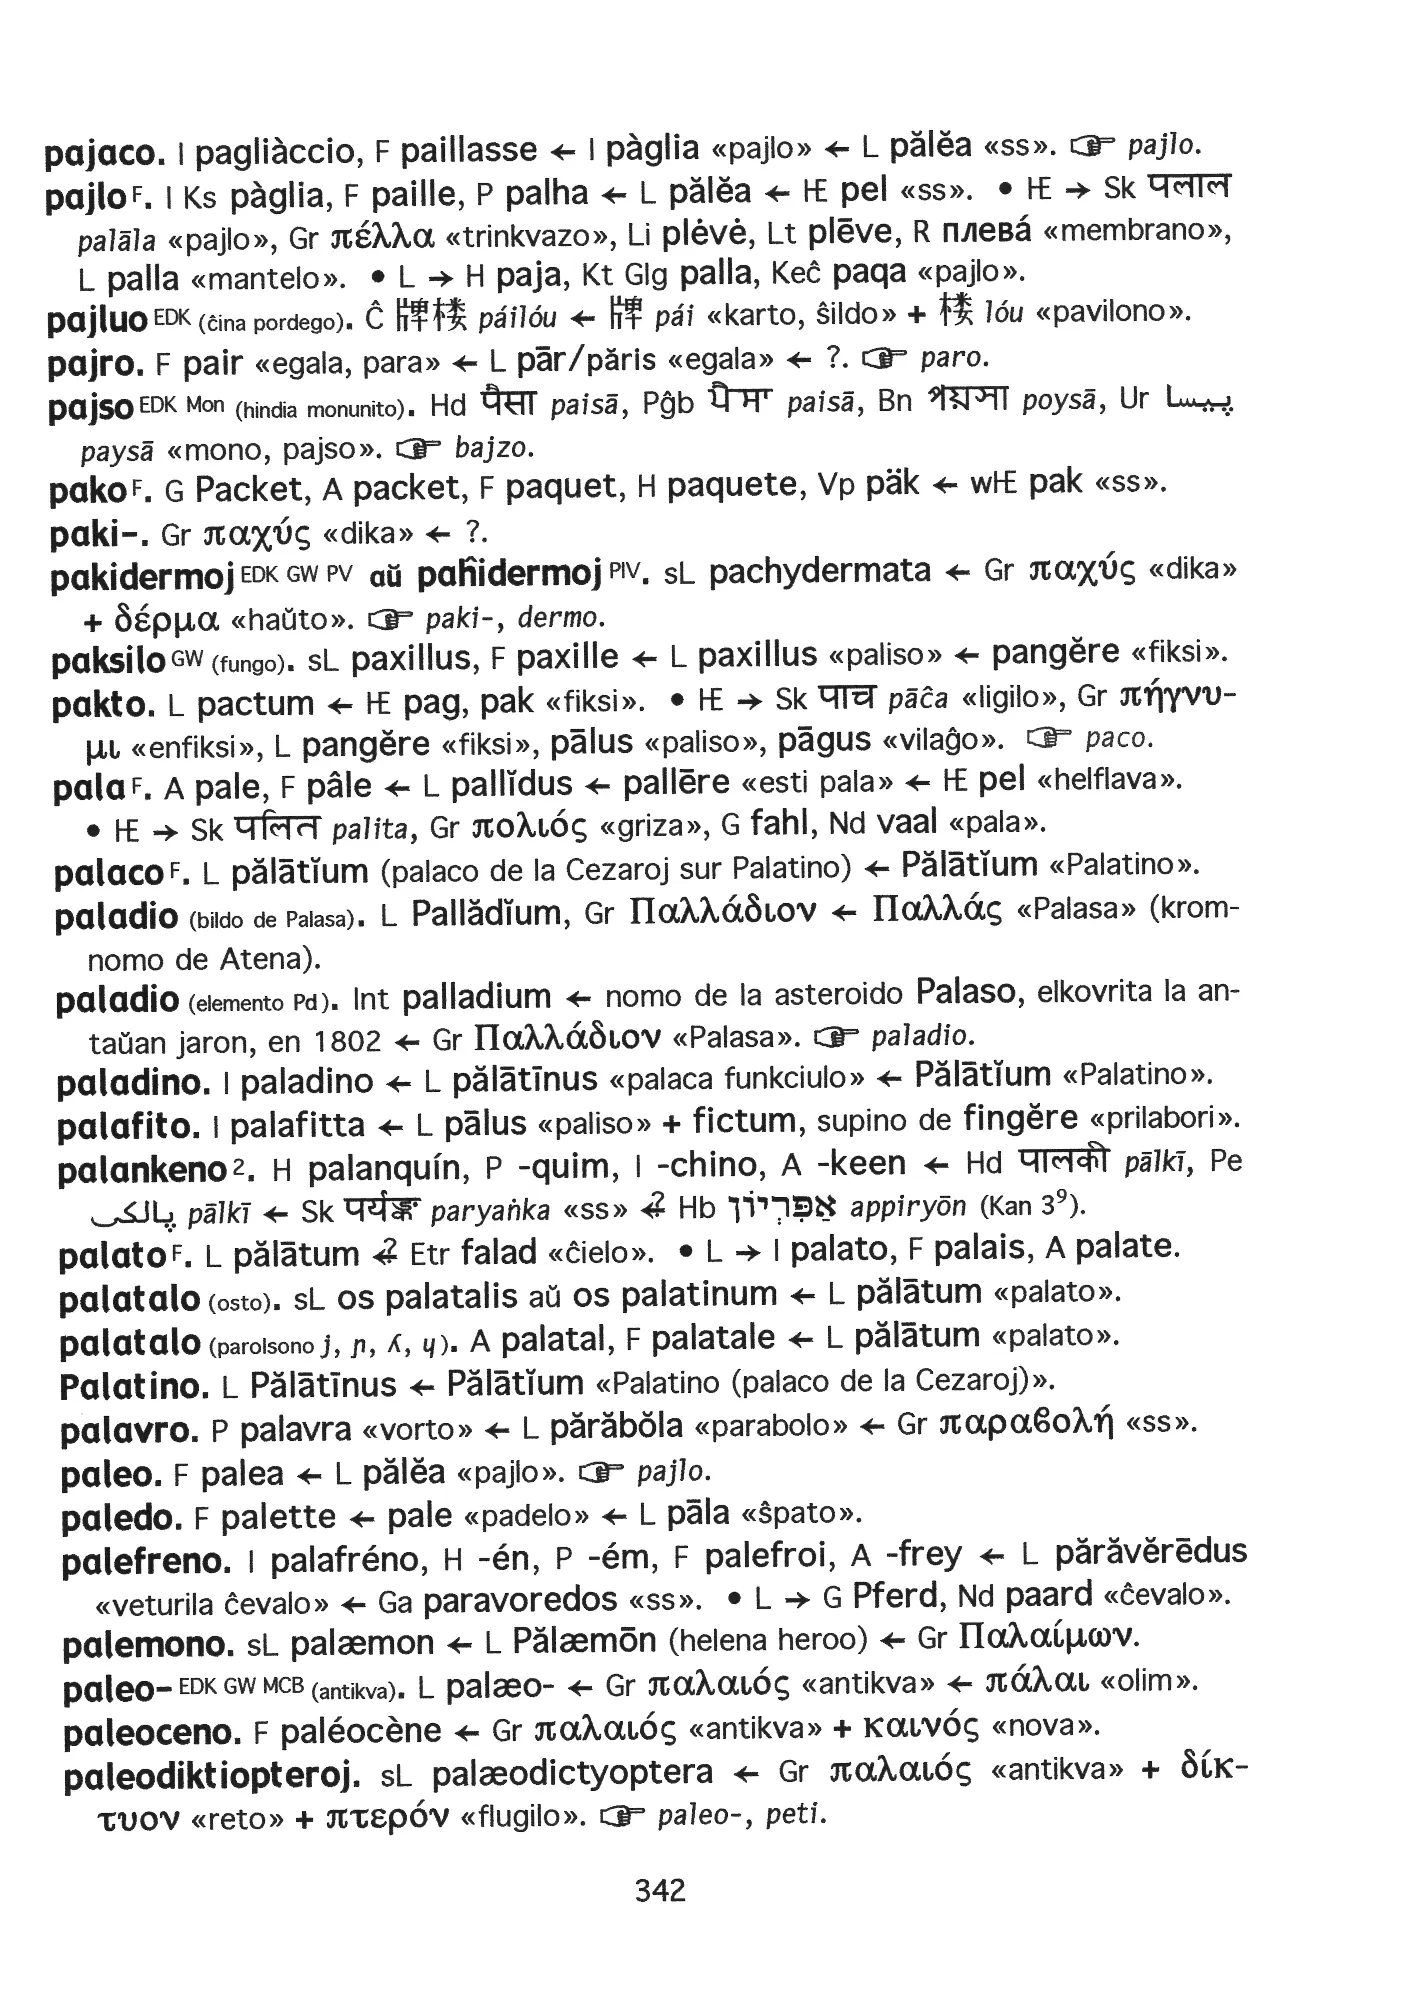 pajaco. I pagliàccio, F paillasse ← I pàglia «pajlo» ← L pălĕa «ss». ☞ pajlo.
pajlo F. I Ks pàglia, F paille, P palha ← L pălĕa ← HE pel «ss». • HE → Sk पलाल
palāla «pajlo», Gr πέλλα «trinkvazo», Li plėvė, Lt plēve, R плева́ «membrano»,
L palla «mantelo». • L → H paja, Kt Glg palla, Keĉ paqa «pajlo».
pajluo EDK (ĉina pordego). Ĉ 牌楼 páilóu ← 牌 pái «karto, ŝildo» + 楼 lóu «pavilono».
pajro. F pair «egala, para» ← L pār/păris «egala» ← ?. ☞ paro.
pajso EDK Mon (hindia monunito). Hd पैसा paisā, Pĝb ਪੈਸਾ paisā, Bn পয়সা poysā, Ur پیسا
paysā «mono, pajso». ☞ bajzo.
pako F. G Packet, A packet, F paquet, H paquete, Vp päk ← wHE pak «ss».
paki-. Gr παχύς «dika» ← ?.
pakidermoj EDK GW PV aŭ paĥidermoj PIV. sL pachydermata ← Gr παχύς «dika»
+ δέρμα «haŭto». ☞ paki-, dermo.
paksilo GW (fungo). sL paxillus, F paxille ← L paxillus «paliso» ← pangĕre «fiksi».
pakto. L pactum ← HE pag, pak «fiksi». • HE → Sk पाच pāĉa «ligilo», Gr πήγνυ-
μι «enfiksi», L pangĕre «fiksi», pālus «paliso», pāgus «vilaĝo». ☞ paco.
pala F. A pale, F pâle ← L pallĭdus ← pallēre «esti pala» ← HE pel «helflava».
• HE → Sk पलित palita, Gr πολιός «griza», G fahl, Nd vaal «pala».
palaco F. L pălātĭum (palaco de la Cezaroj sur Palatino) ← Pălātĭum «Palatino».
paladio (bildo de Palasa). L Pallădĭum, Gr Παλλάδιον ← Παλλάς «Palasa» (krom-
nomo de Atena).
paladio (elemento Pd). Int palladium ← nomo de la asteroido Palaso, elkovrita la an-
taŭan jaron, en 1802 ← Gr Παλλάδιον «Palasa». ☞ paladio.
paladino. I paladino ← L pălātīnus «palaca funkciulo» ← Pălātĭum «Palatino».
palafito. I palafitta ← L pālus «paliso» + fictum, supino de fingĕre «prilabori».
palankeno 2. H palanquín, P -quim, I -chino, A -keen ← Hd पालकी pālkī, Pe
پالکی pālkī ← Sk पर्यङ्क paryaṅka «ss» ⍰ Hb אַפִּרְיוֹן appiryōn (Kan 3⁹).
palato F. L pălātum ⍰ Etr falad «ĉielo». • L → I palato, F palais, A palate.
palatalo (osto). sL os palatalis aŭ os palatinum ← L pălātum «palato».
palatalo (parolsono j, ɲ, ʎ, ɥ). A palatal, F palatale ← L pălātum «palato».
Palatino. L Pălātīnus ← Pălātĭum «Palatino (palaco de la Cezaroj)».
palavro. P palavra «vorto» ← L părăbŏla «parabolo» ← Gr παραϐολή «ss».
paleo. F palea ← L pălĕa «pajlo». ☞ pajlo.
paledo. F palette ← pale «padelo» ← L pāla «ŝpato».
palefreno. I palafréno, H -én, P -ém, F palefroi, A -frey ← L părăvĕrēdus
«veturila ĉevalo» ← Ga paravoredos «ss». • L → G Pferd, Nd paard «ĉevalo».
palemono. sL palæmon ← L Pălæmōn (helena heroo) ← Gr Παλαίμων.
paleo- EDK GW MCB (antikva). L palæo- ← Gr παλαιός «antikva» ← πάλαι «olim».
paleoceno. F paléocène ← Gr παλαιός «antikva» + καινός «nova».
paleodiktiopteroj. sL palæodictyoptera ← Gr παλαιός «antikva» + δίκ-
τυον «reto» + πτερόν «flugilo». ☞ paleo-, peti.
342